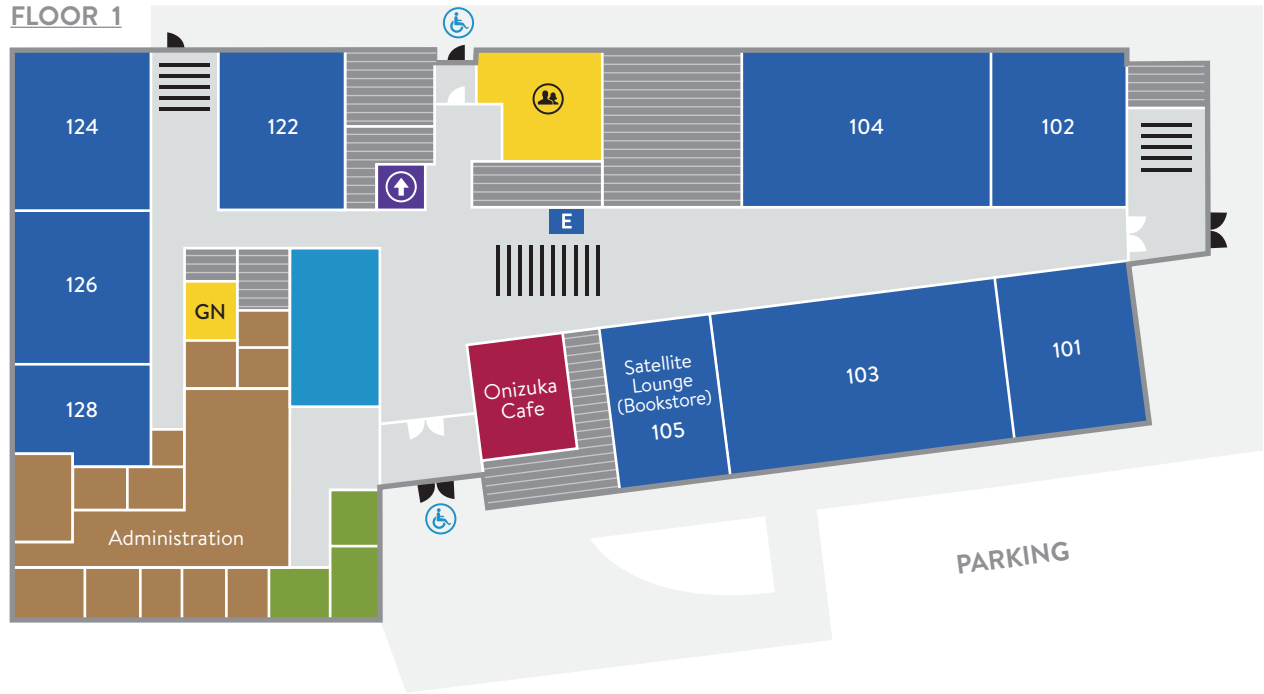 FLOOR 1
124
122
104
102
E
126
GN
Satellite
Lounge
(Bookstore)
105
103
101
Onizuka
Cafe
128
Administration
PARKING